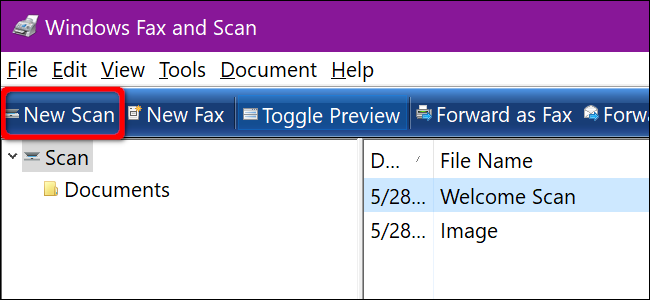 Windows Fax and Scan
File Edit View Tools Document Help
New Scan New Fax Toggle Preview Forward as Fax Forwa
Scan D... File Name
Documents 5/28... Welcome Scan
5/28... Image